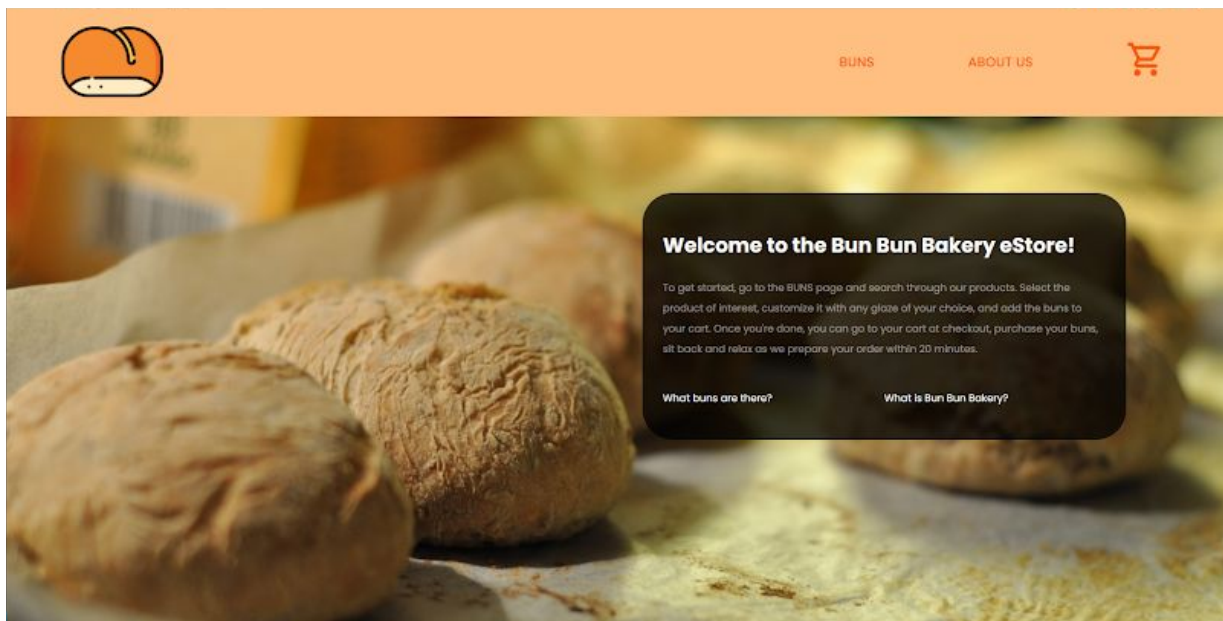 BUNS
ABOUT US
Welcome to the Bun Bun Bakery eStore!
To get started, go to the BUNS page and search through our products. Select the
product of interest, customize it with any glaze of your choice, and add the buns to
your cart. Once you're done, you can go to your cart at checkout, purchase your buns,
sit back and relax as we prepare your order within 20 minutes.
What buns are there?
What is Bun Bun Bakery?